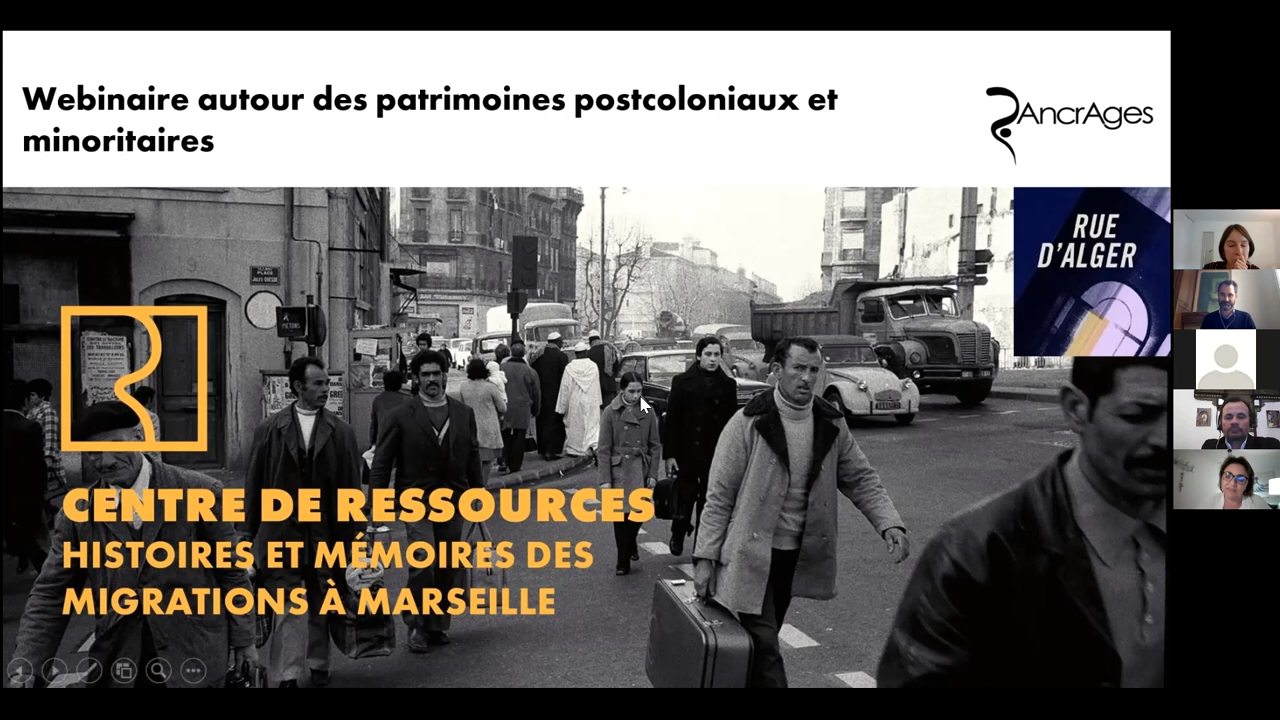 Webinaire autour des patrimoines postcoloniaux et
minoritaires
AncrAges
RUE
D'ALGER
PIETONS
CENTRE DE RESSOURCES
HISTOIRES ET MÉMOIRES DES
MIGRATIONS À MARSEILLE